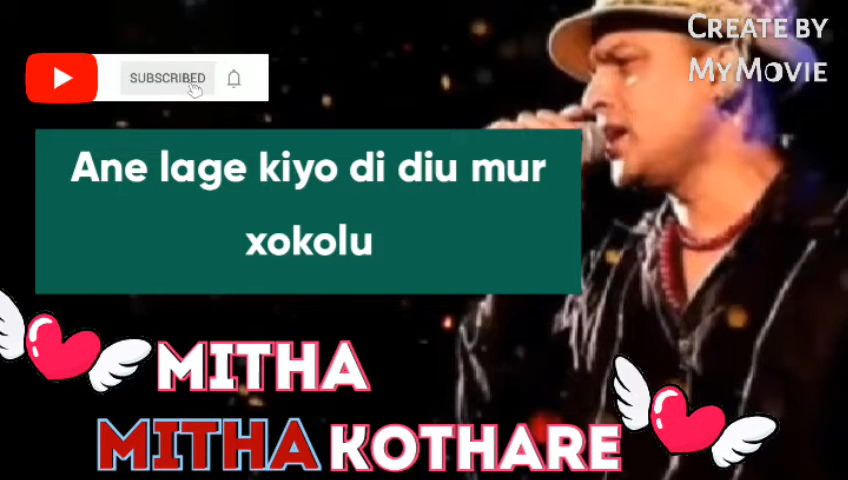 CREATE BY
MYMOVIE
SUBSCRIBED
Ane lage kiyo di diu mur
xokolu
MITHA
MITHA KOTHARE